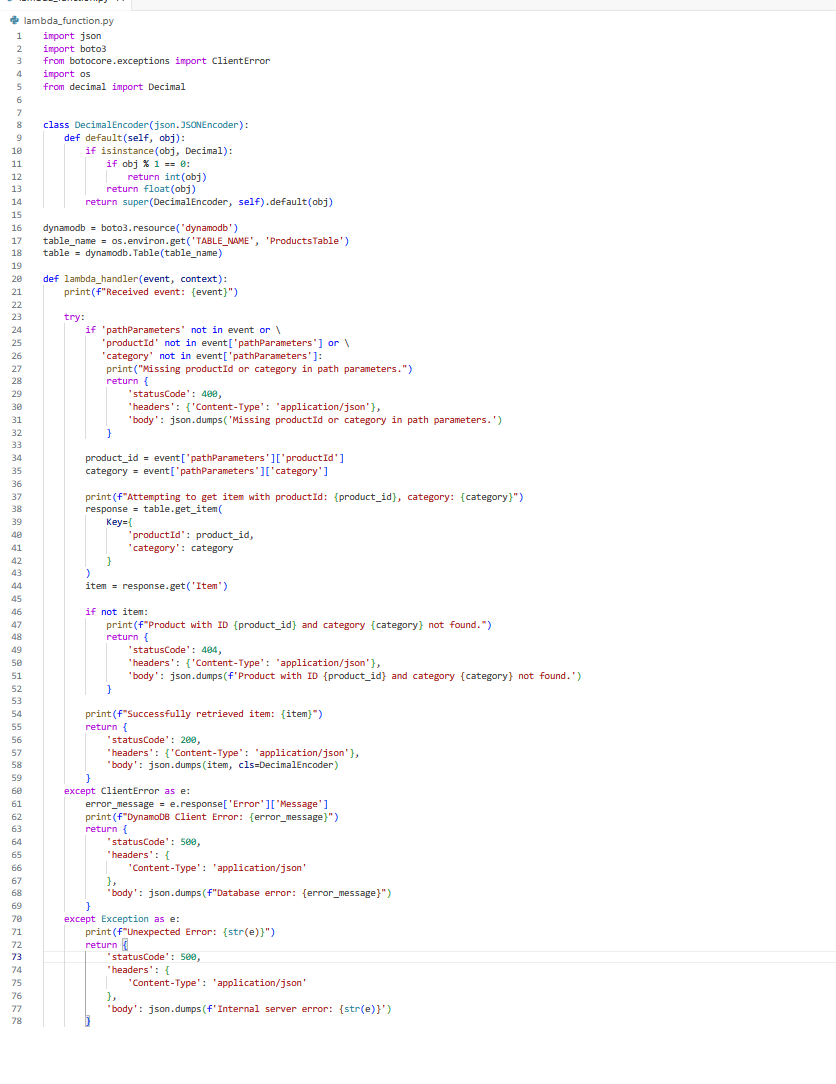 lambda_function.py
1 import json
2 import boto3
3 from botocore.exceptions import ClientError
4 import os
5 from decimal import Decimal
6
7
8 class DecimalEncoder(json.JSONEncoder):
9     def default(self, obj):
10         if isinstance(obj, Decimal):
11             if obj % 1 == 0:
12                 return int(obj)
13             return float(obj)
14         return super(DecimalEncoder, self).default(obj)
15
16 dynamodb = boto3.resource('dynamodb')
17 table_name = os.environ.get('TABLE_NAME', 'ProductsTable')
18 table = dynamodb.Table(table_name)
19
20 def lambda_handler(event, context):
21     print(f"Received event: {event}")
22
23     try:
24         if 'pathParameters' not in event or \
25            'productId' not in event['pathParameters'] or \
26            'category' not in event['pathParameters']:
27             print("Missing productId or category in path parameters.")
28             return {
29                 'statusCode': 400,
30                 'headers': {'Content-Type': 'application/json'},
31                 'body': json.dumps('Missing productId or category in path parameters.')
32             }
33
34         product_id = event['pathParameters']['productId']
35         category = event['pathParameters']['category']
36
37         print(f"Attempting to get item with productId: {product_id}, category: {category}")
38         response = table.get_item(
39             Key={
40                 'productId': product_id,
41                 'category': category
42             }
43         )
44         item = response.get('Item')
45
46         if not item:
47             print(f"Product with ID {product_id} and category {category} not found.")
48             return {
49                 'statusCode': 404,
50                 'headers': {'Content-Type': 'application/json'},
51                 'body': json.dumps(f'Product with ID {product_id} and category {category} not found.')
52             }
53
54         print(f"Successfully retrieved item: {item}")
55         return {
56             'statusCode': 200,
57             'headers': {'Content-Type': 'application/json'},
58             'body': json.dumps(item, cls=DecimalEncoder)
59         }
60     except ClientError as e:
61         error_message = e.response['Error']['Message']
62         print(f"DynamoDB Client Error: {error_message}")
63         return {
64             'statusCode': 500,
65             'headers': {
66                 'Content-Type': 'application/json'
67             },
68             'body': json.dumps(f"Database error: {error_message}")
69         }
70     except Exception as e:
71         print(f"Unexpected Error: {str(e)}")
72         return {
73             'statusCode': 500,
74             'headers': {
75                 'Content-Type': 'application/json'
76             },
77             'body': json.dumps(f'Internal server error: {str(e)}')
78         }